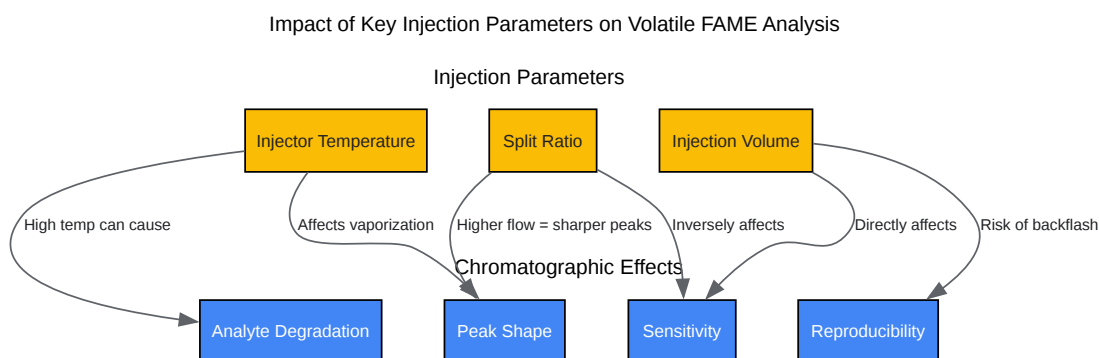 Impact of Key Injection Parameters on Volatile FAME Analysis
Injection Parameters
Injector Temperature
Split Ratio
Injection Volume
High temp can cause
Affects vaporization
Higher flow = sharper peaks
Inversely affects
Directly affects
Risk of backflash
Chromatographic Effects
Analyte Degradation
Peak Shape
Sensitivity
Reproducibility